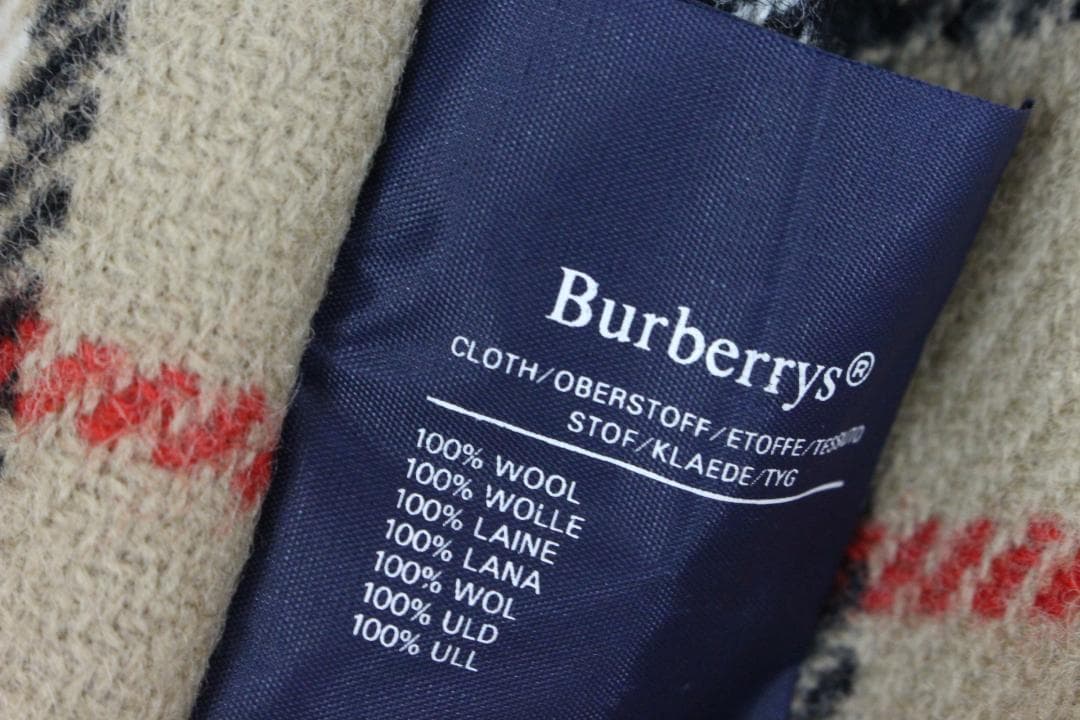 Burberrys®
CLOTH/OBERSTOFF/ETOFFE/TESSUTO
STOF/KLAEDE/TYG
100% WOOL
100% WOLLE
100% LAINE
100% LANA
100% WOL
100% ULD
100% ULL